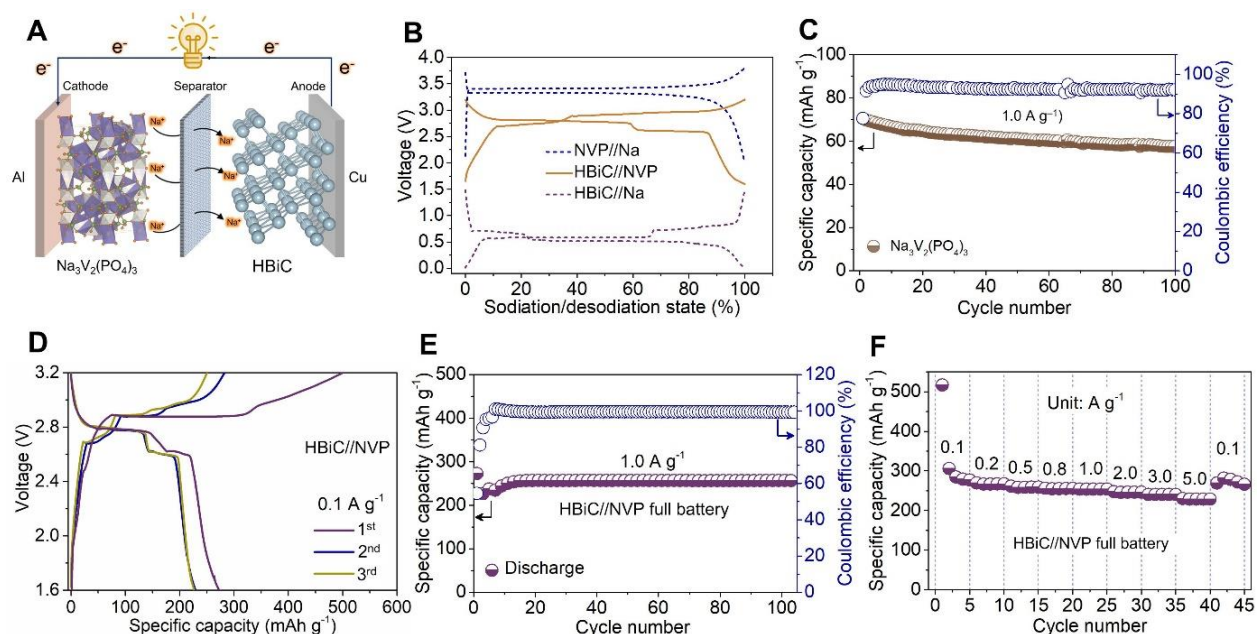 A
e⁻
e⁻
e⁻
e⁻
Cathode
Separator
Anode
Na⁺
Na⁺
Na⁺
Na⁺
Na⁺
Na⁺
Al
Cu
Na₃V₂(PO₄)₃
HBiC
B
4.0
3.5
3.0
2.5
2.0
1.5
1.0
0.5
0.0
Voltage (V)
NVP//Na
HBiC//NVP
HBiC//Na
0 20 40 60 80 100
Sodiation/desodiation state (%)
C
100
80
60
40
20
0
Specific capacity (mAh g⁻¹)
1.0 A g⁻¹)
Na₃V₂(PO₄)₃
100
80
60
40
20
0
Coulombic efficiency (%)
0 20 40 60 80 100
Cycle number
D
3.2
2.8
2.4
2.0
1.6
Voltage (V)
HBiC//NVP
0.1 A g⁻¹
1ˢᵗ
2ⁿᵈ
3ʳᵈ
0 100 200 300 400 500 600
Specific capacity (mAh g⁻¹)
E
500
400
300
250
200
100
0
Specific capacity (mAh g⁻¹)
1.0 A g⁻¹
HBiC//NVP full battery
Discharge
120
100
80
60
40
20
0
Coulombic efficiency (%)
0 20 40 60 80 100
Cycle number
F
500
400
300
200
100
0
Specific capacity (mAh g⁻¹)
Unit: A g⁻¹
0.1 0.2 0.5 0.8 1.0 2.0 3.0 5.0 0.1
HBiC//NVP full battery
0 5 10 15 20 25 30 35 40 45
Cycle number